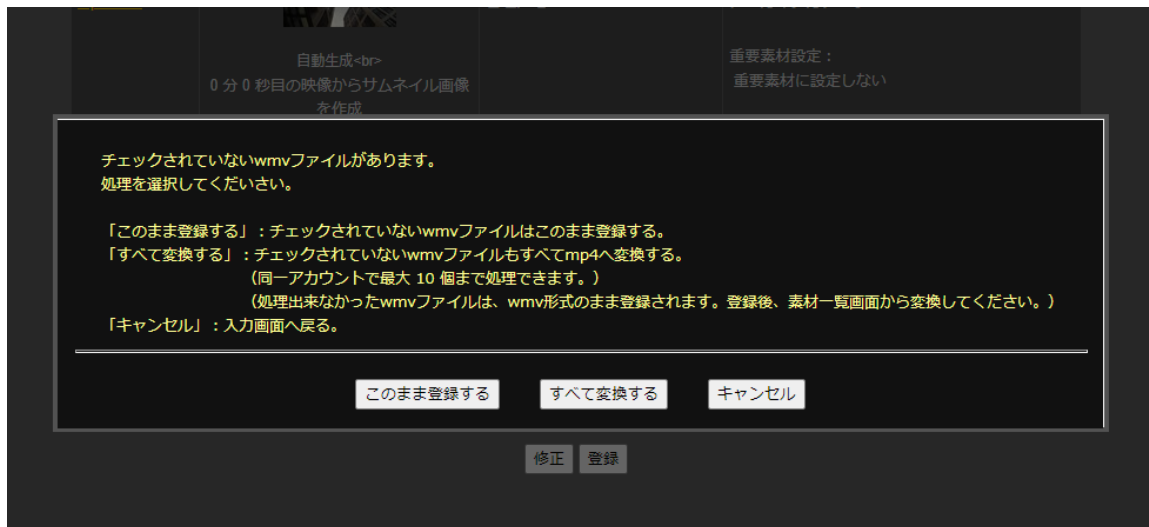 自動生成<br>
0 分 0 秒目の映像からサムネイル画像
を作成
重要素材設定：
重要素材に設定しない
チェックされていないwmvファイルがあります。
処理を選択してくだいさい。
「このまま登録する」：チェックされていないwmvファイルはこのまま登録する。
「すべて変換する」：チェックされていないwmvファイルもすべてmp4へ変換する。
（同一アカウントで最大 10 個まで処理できます。）
（処理出来なかったwmvファイルは、wmv形式のまま登録されます。登録後、素材一覧画面から変換してください。）
「キャンセル」：入力画面へ戻る。
このまま登録する すべて変換する キャンセル
修正 登録